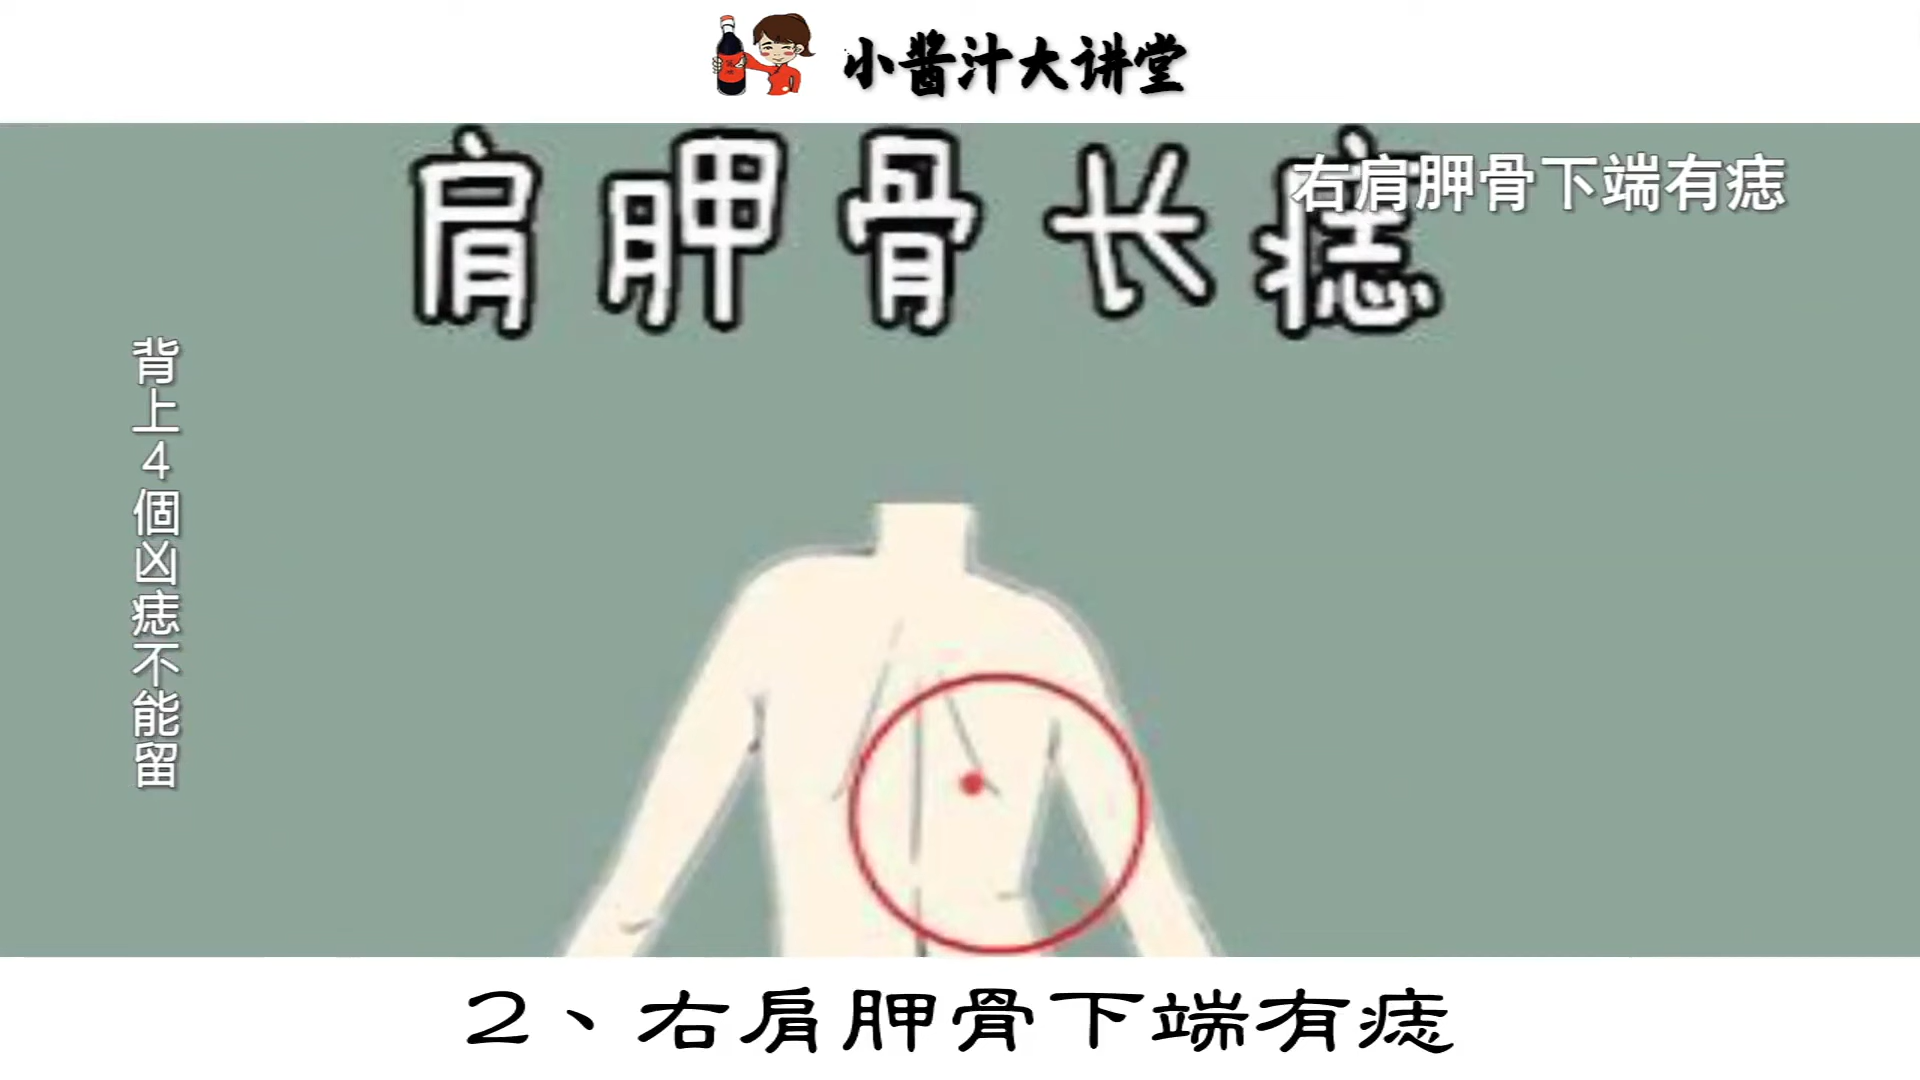 小酱汁大讲堂
肩胛骨长痣
右肩胛骨下端有痣
背上4個凶痣不能留
2、右肩胛骨下端有痣